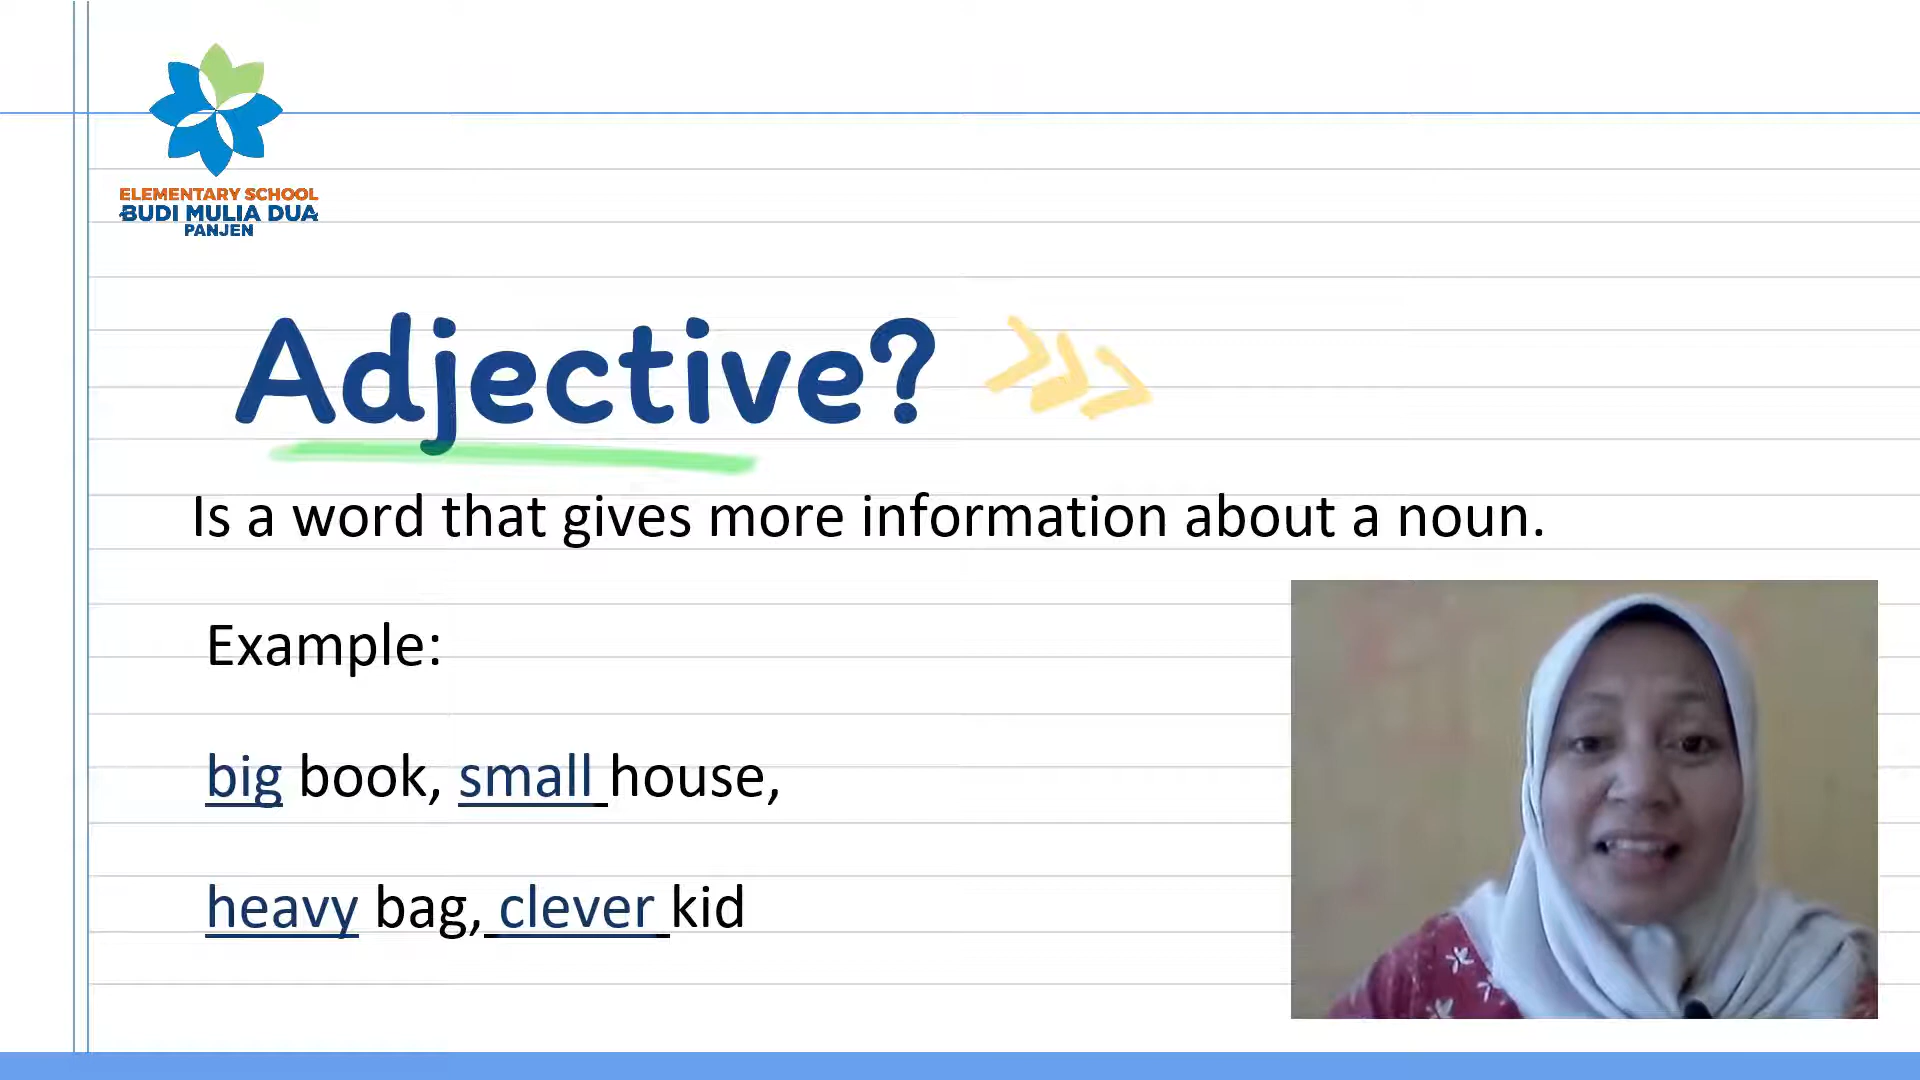 ELEMENTARY SCHOOL
BUDI MULIA DUA
PANJEN
Adjective?
Is a word that gives more information about a noun.
Example:
big book, small house,
heavy bag, clever kid